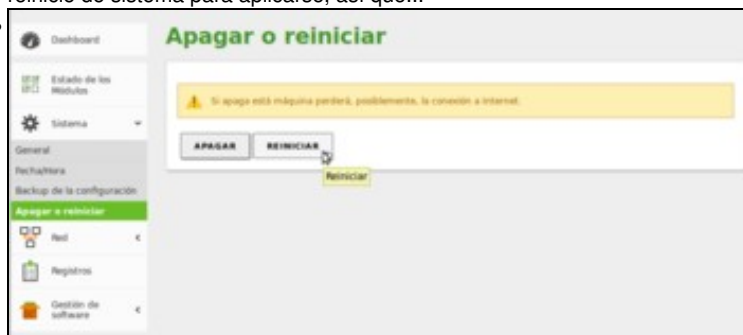 reinicio de sistema para aplicarse, así que...
Dashboard
Apagar o reiniciar
Estado de los
Módulos
Si apaga está máquina perderá, posiblemente, la conexión a Internet.
Sistema
APAGAR REINICIAR
General
Reiniciar
Fecha/Hora
Backup de la configuración
Apagar o reiniciar
Red
Registros
Gestión de
software